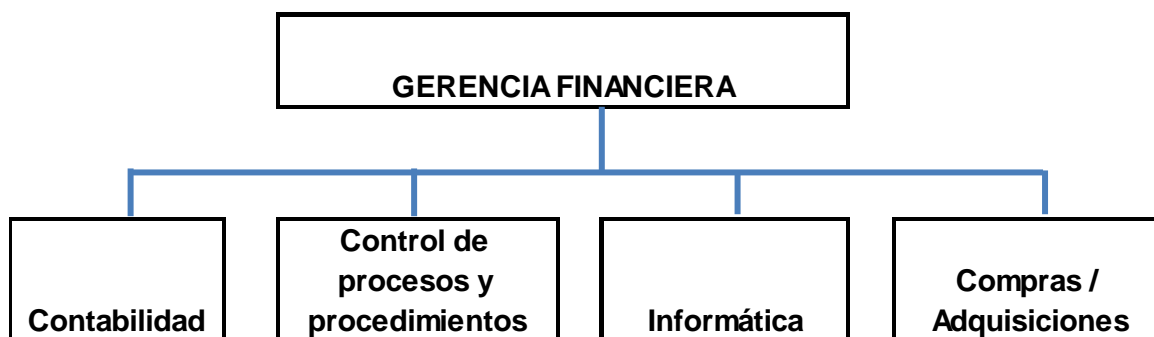 GERENCIA FINANCIERA
Contabilidad
Control de
procesos y
procedimientos
Informática
Compras /
Adquisiciones